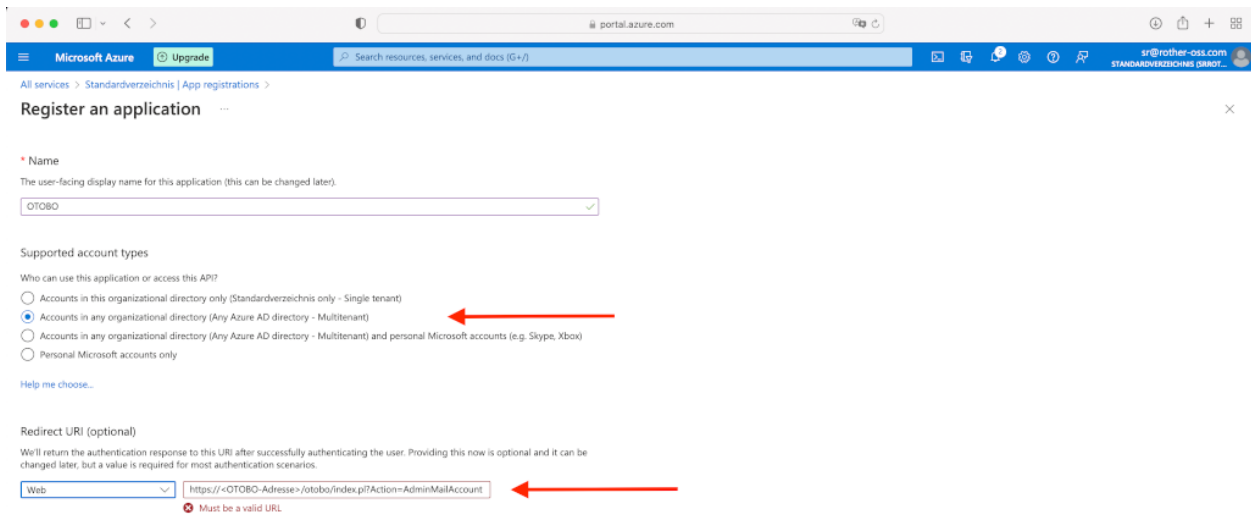 portal.azure.com
Microsoft Azure Upgrade Search resources, services, and docs (G+/) sr@rother-oss.com
STANDARDVERZEICHNIS (SRROT...
All services > Standardverzeichnis | App registrations >
Register an application ...
* Name
The user-facing display name for this application (this can be changed later).
OTOBO
Supported account types
Who can use this application or access this API?
Accounts in this organizational directory only (Standardverzeichnis only - Single tenant)
Accounts in any organizational directory (Any Azure AD directory - Multitenant)
Accounts in any organizational directory (Any Azure AD directory - Multitenant) and personal Microsoft accounts (e.g. Skype, Xbox)
Personal Microsoft accounts only
Help me choose...
Redirect URI (optional)
We'll return the authentication response to this URI after successfully authenticating the user. Providing this now is optional and it can be
changed later, but a value is required for most authentication scenarios.
Web https://<OTOBO-Adresse>/otobo/index.pl?Action=AdminMailAccount
Must be a valid URL